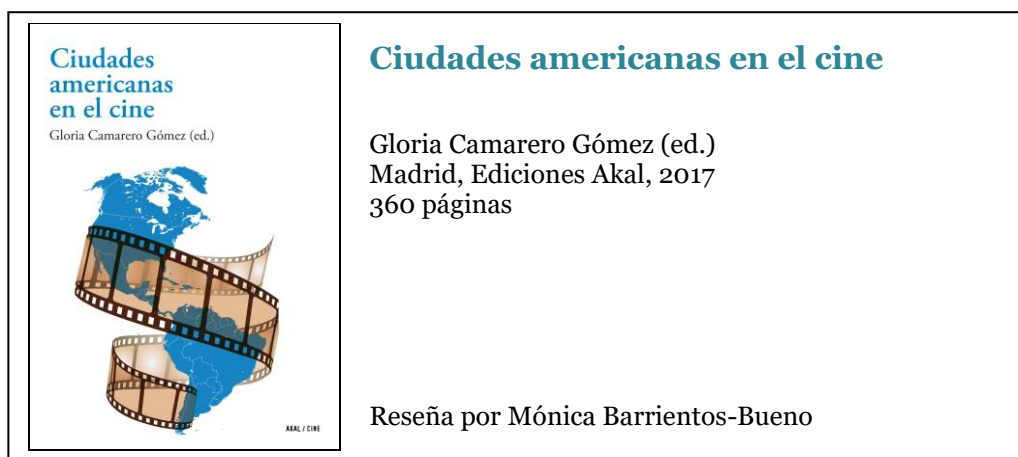 Ciudades
americanas
en el cine
Gloria Camarero Gómez (ed.)
AKAL / CINE
Ciudades americanas en el cine
Gloria Camarero Gómez (ed.)
Madrid, Ediciones Akal, 2017
360 páginas
Reseña por Mónica Barrientos-Bueno